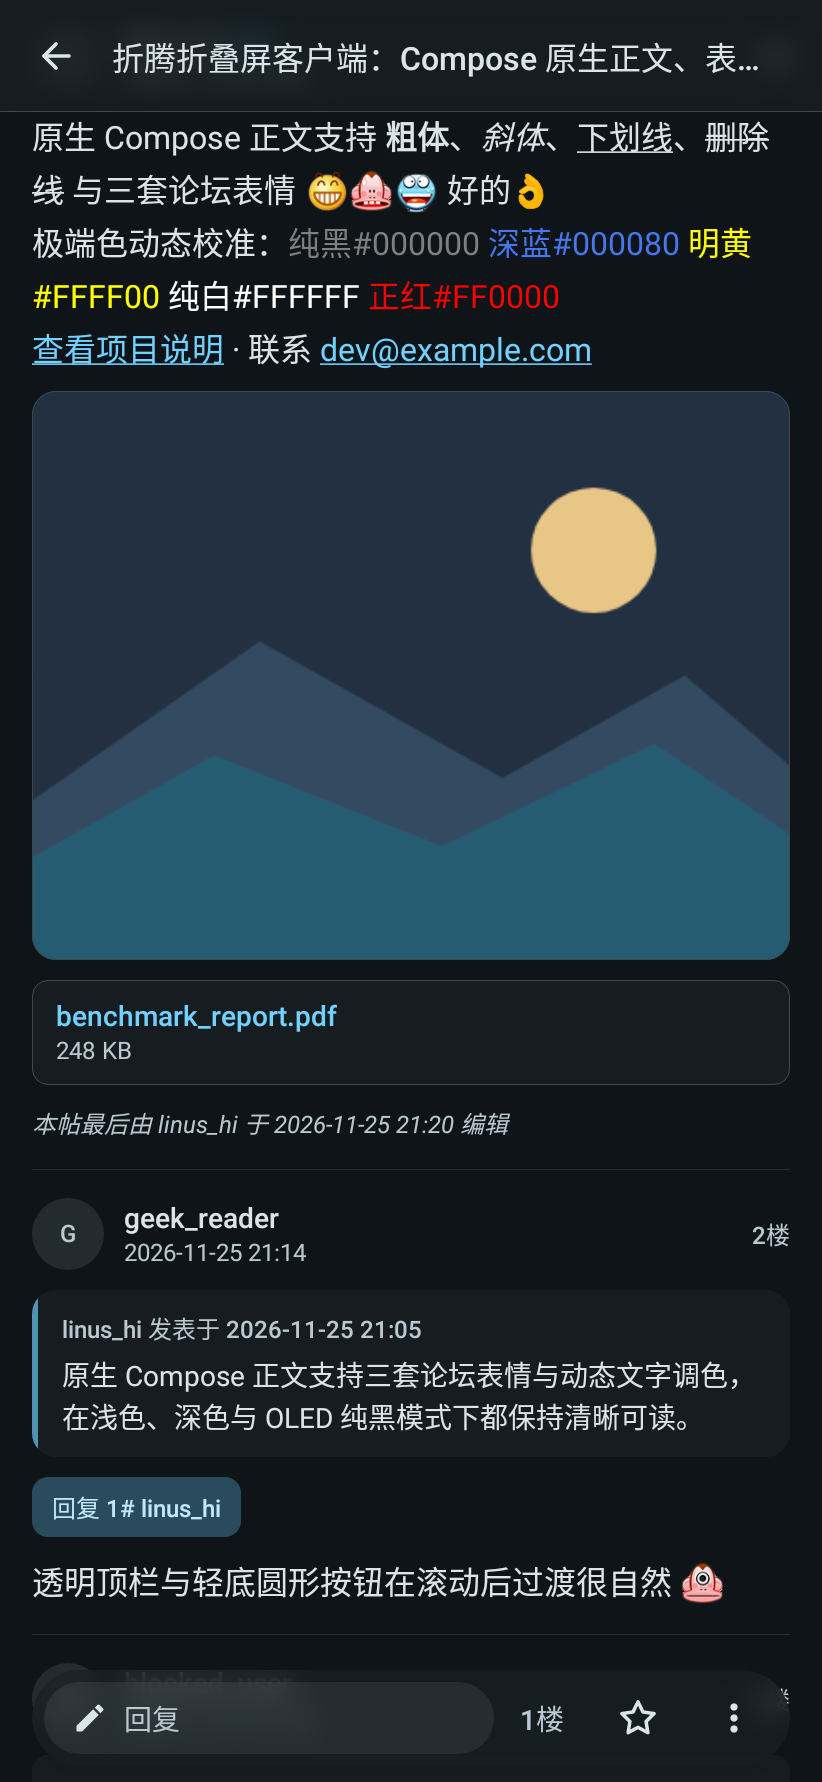 折腾折叠屏客户端：Compose 原生正文、表…
原生 Compose 正文支持 粗体、斜体、下划线、删除
线 与三套论坛表情 😁 好的👌
极端色动态校准：纯黑#000000 深蓝#000080 明黄
#FFFF00 纯白#FFFFFF 正红#FF0000
查看项目说明 · 联系 dev@example.com
benchmark_report.pdf
248 KB
本帖最后由 linus_hi 于 2026-11-25 21:20 编辑
G
geek_reader
2026-11-25 21:14
2楼
linus_hi 发表于 2026-11-25 21:05
原生 Compose 正文支持三套论坛表情与动态文字调色，
在浅色、深色与 OLED 纯黑模式下都保持清晰可读。
回复 1# linus_hi
透明顶栏与轻底圆形按钮在滚动后过渡很自然
blocked_user
回复
1楼